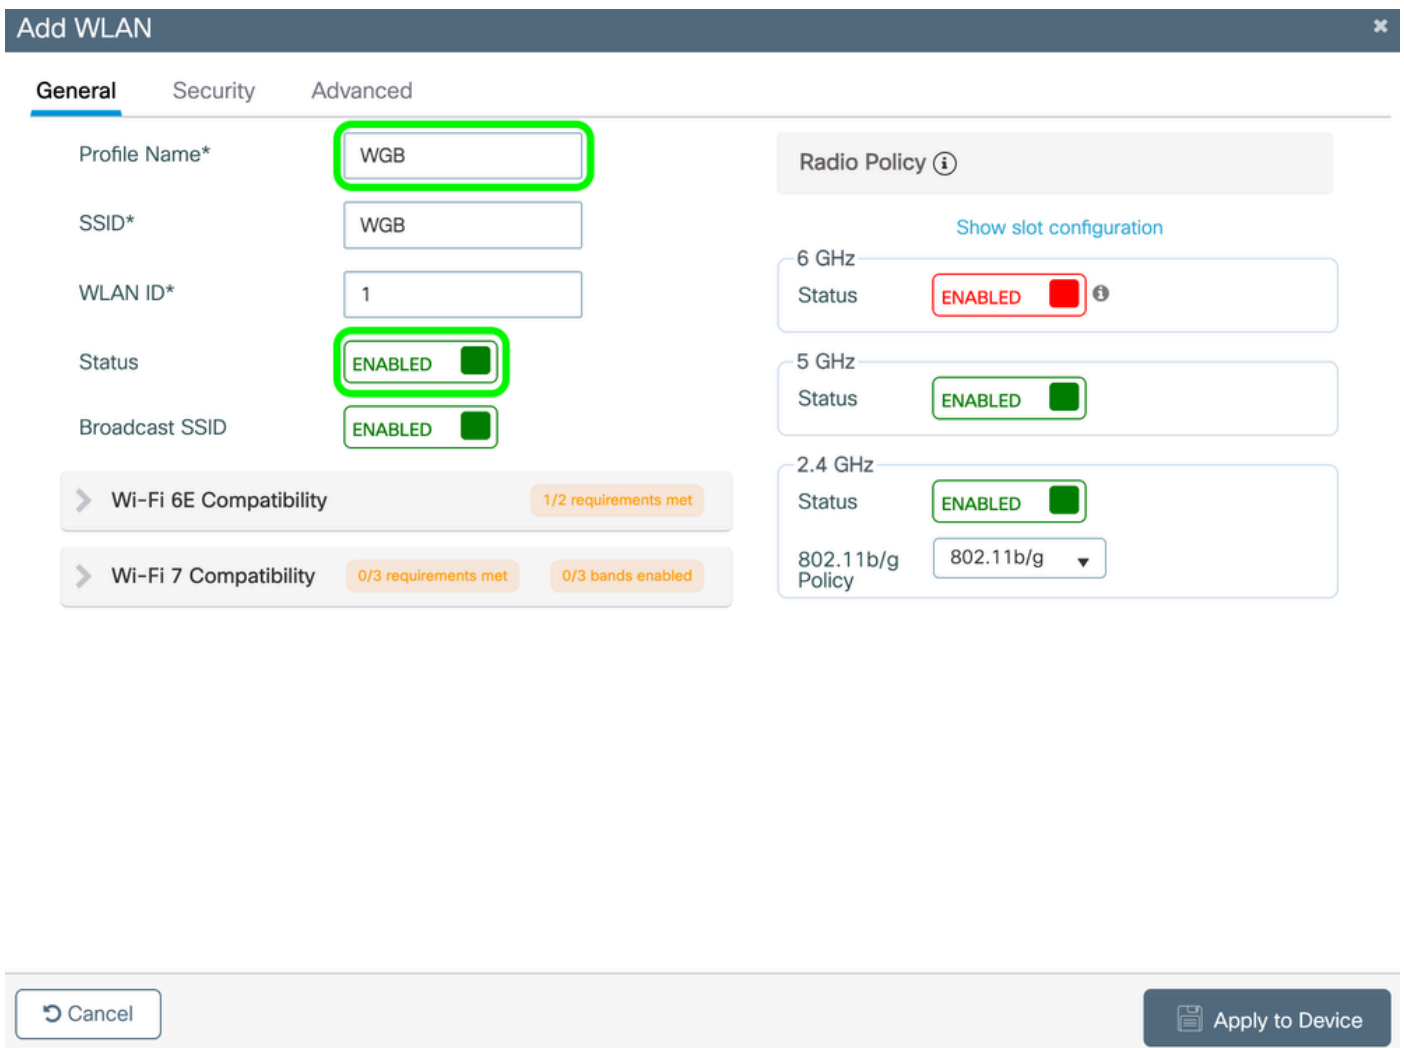 Add WLAN
General Security Advanced
Profile Name* WGB
SSID* WGB
WLAN ID* 1
Status ENABLED
Broadcast SSID ENABLED
Wi-Fi 6E Compatibility 1/2 requirements met
Wi-Fi 7 Compatibility 0/3 requirements met 0/3 bands enabled
Radio Policy
Show slot configuration
6 GHz
Status ENABLED
5 GHz
Status ENABLED
2.4 GHz
Status ENABLED
802.11b/g
Policy
802.11b/g
Cancel
Apply to Device